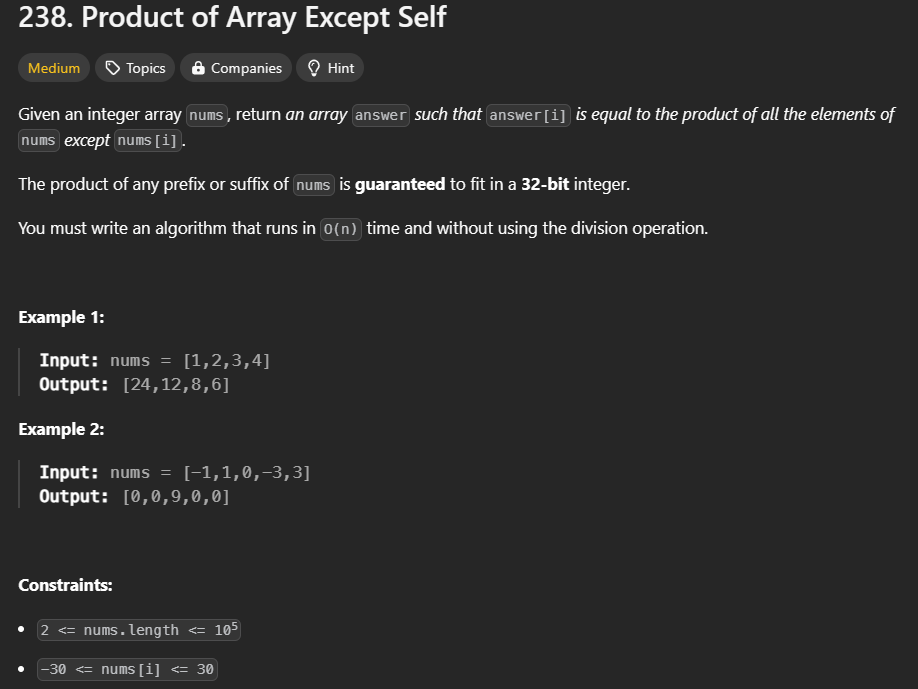 238. Product of Array Except Self
Medium Topics Companies Hint
Given an integer array nums, return an array answer such that answer[i] is equal to the product of all the elements of
nums except nums[i].
The product of any prefix or suffix of nums is guaranteed to fit in a 32-bit integer.
You must write an algorithm that runs in O(n) time and without using the division operation.
Example 1:
Input: nums = [1,2,3,4]
Output: [24,12,8,6]
Example 2:
Input: nums = [-1,1,0,-3,3]
Output: [0,0,9,0,0]
Constraints:
• 2 <= nums.length <= 10⁵
• -30 <= nums[i] <= 30